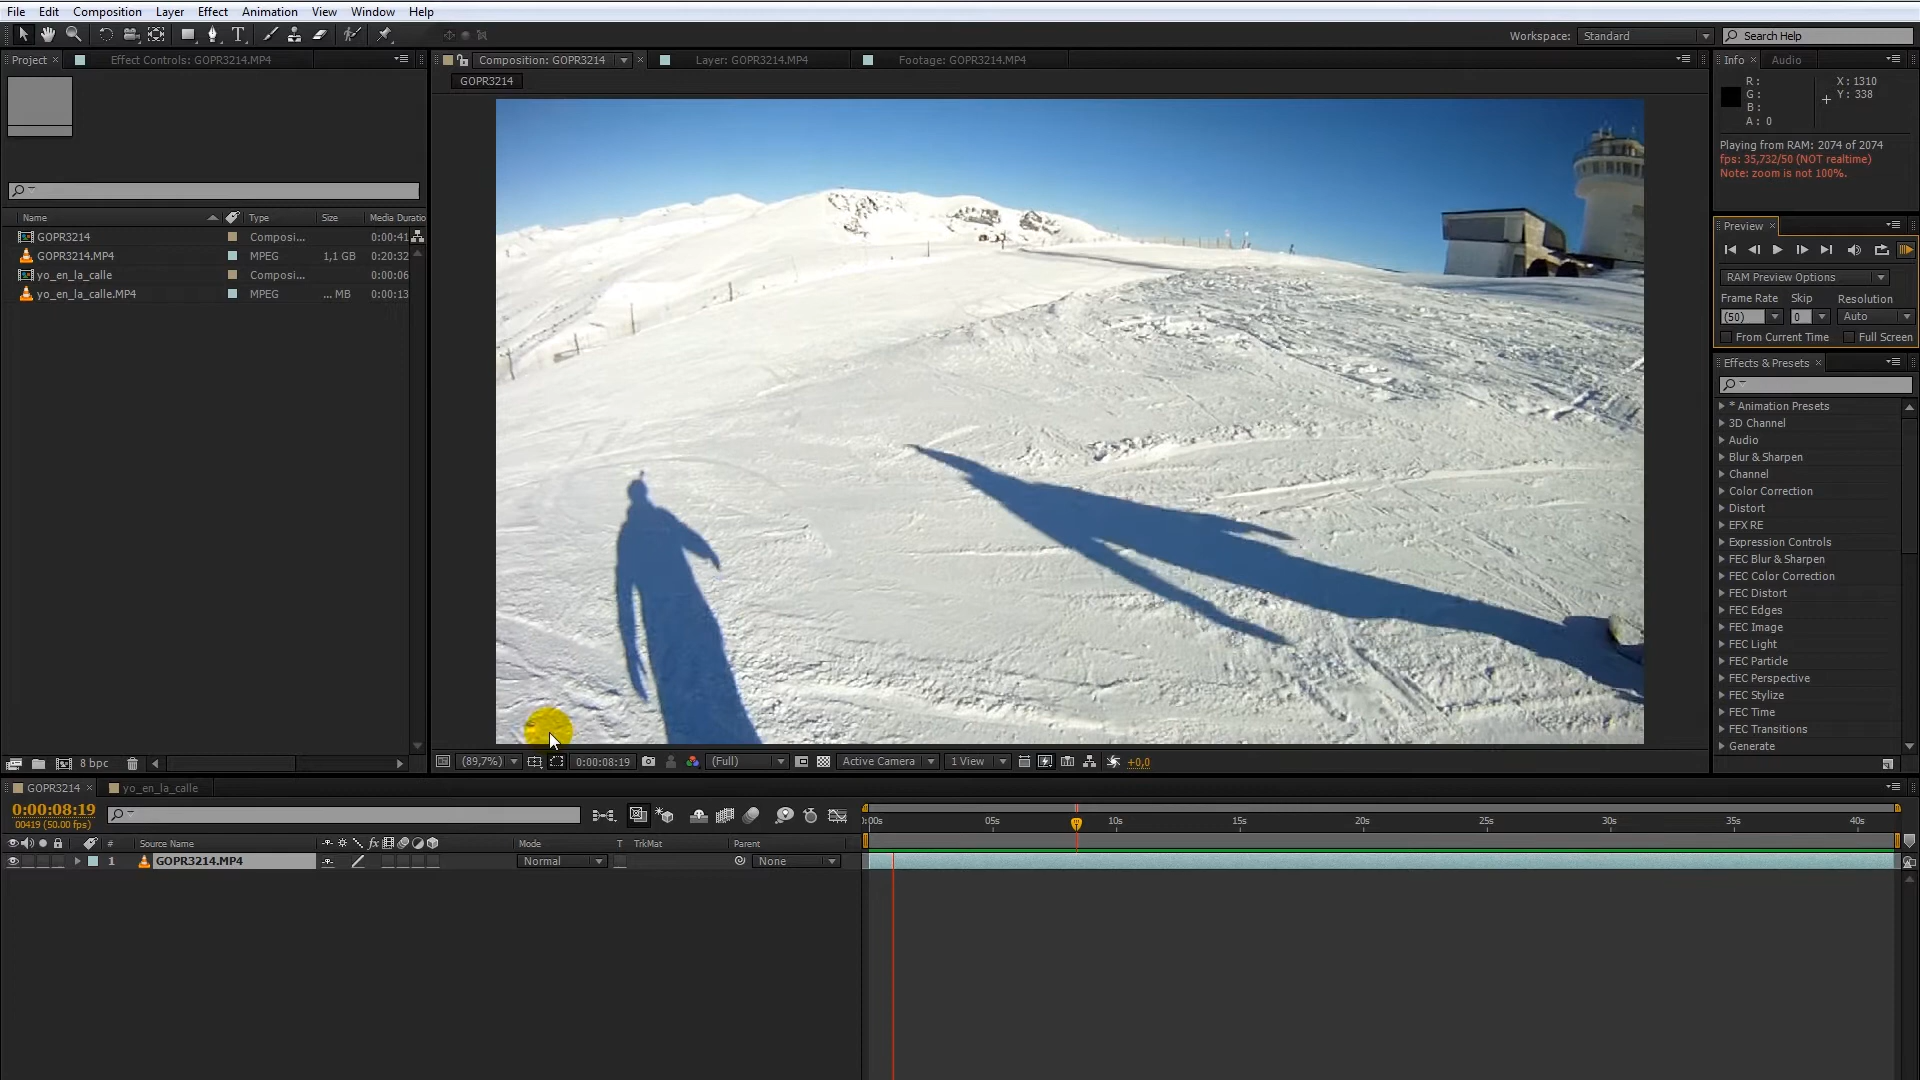 File Edit Composition Layer Effect Animation View Window Help
Workspace: Standard Search Help
Project × Effect Controls: GOPR3214.MP4
Composition: GOPR3214 × Layer: GOPR3214.MP4 Footage: GOPR3214.MP4
GOPR3214
Info × Audio
R :
G :
B :
A : 0
X : 1310
Y : 338
Playing from RAM: 2074 of 2074
fps: 35,732/50 (NOT realtime)
Note: zoom is not 100%.
Preview ×
RAM Preview Options
Frame Rate Skip Resolution
(50) 0 Auto
From Current Time Full Screen
Effects & Presets ×
* Animation Presets
3D Channel
Audio
Blur & Sharpen
Channel
Color Correction
Distort
EFX RE
Expression Controls
FEC Blur & Sharpen
FEC Color Correction
FEC Distort
FEC Edges
FEC Image
FEC Light
FEC Particle
FEC Perspective
FEC Stylize
FEC Time
FEC Transitions
Generate
Name Type Size Media Duratio
GOPR3214 Composi... 0:00:41
GOPR3214.MP4 MPEG 1,1 GB 0:20:32
yo_en_la_calle Composi... 0:00:06
yo_en_la_calle.MP4 MPEG ... MB 0:00:13
8 bpc
(89,7%) 0:00:08:19 (Full) Active Camera 1 View +0,0
GOPR3214 × yo_en_la_calle
0:00:08:19
00419 (50.00 fps)
# Source Name fx Mode T TrkMat Parent
1 GOPR3214.MP4 Normal None
):00s 05s 10s 15s 20s 25s 30s 35s 40s